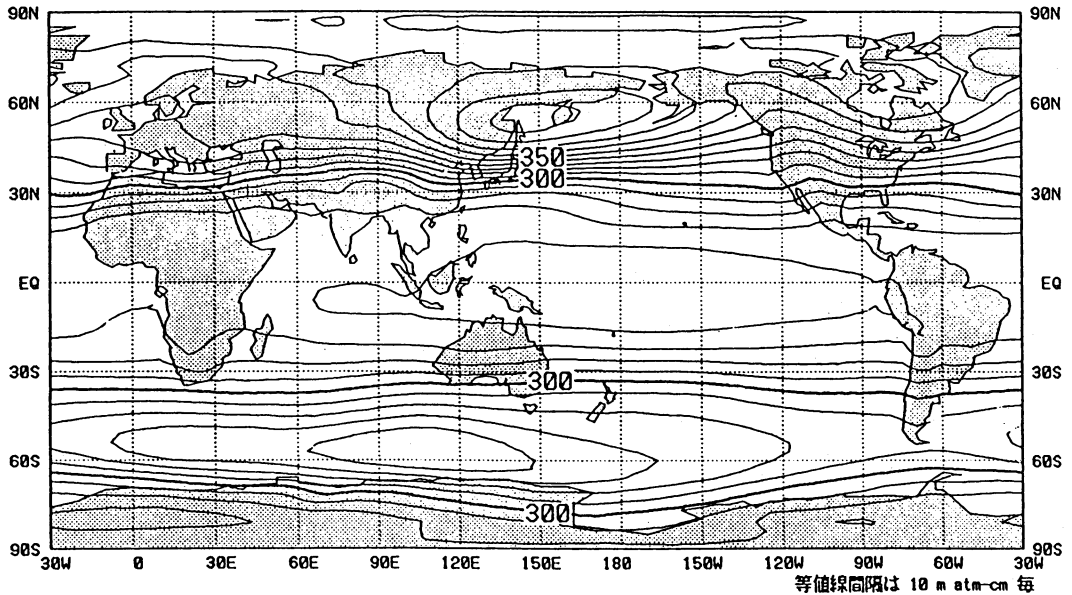 90N 90N
60N 60N
350
300
30N 30N
EQ EQ
30S 300 30S
60S 60S
300
90S 90S
30W 0 30E 60E 90E 120E 150E 180 150W 120W 90W 60W 30W
等値線間隔は 10 m atm-cm 毎